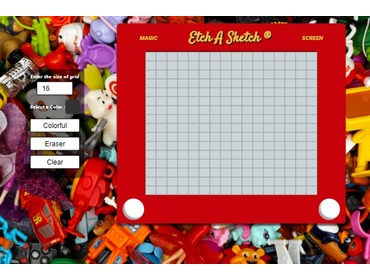 MAGIC
Etch A Sketch ®
SCREEN
Enter the size of grid
16
Select a Color :
Colorful
Eraser
Clear